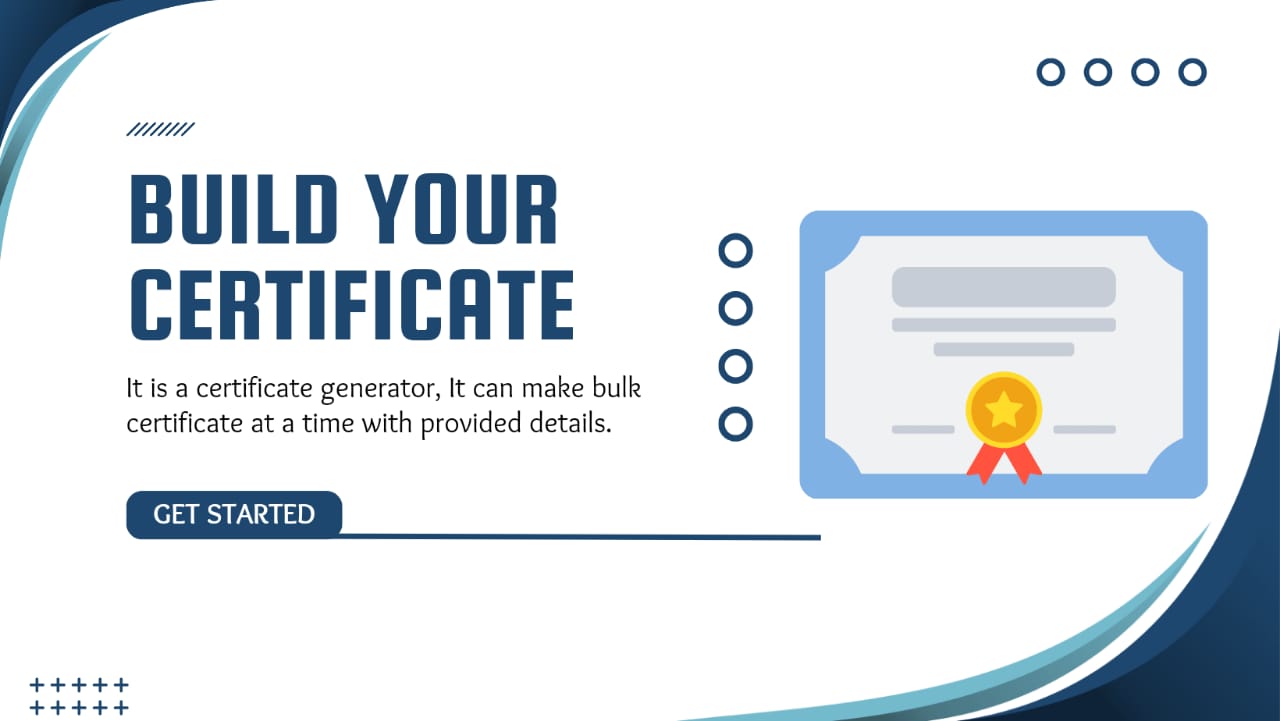 BUILD YOUR
CERTIFICATE
It is a certificate generator, It can make bulk
certificate at a time with provided details.
GET STARTED